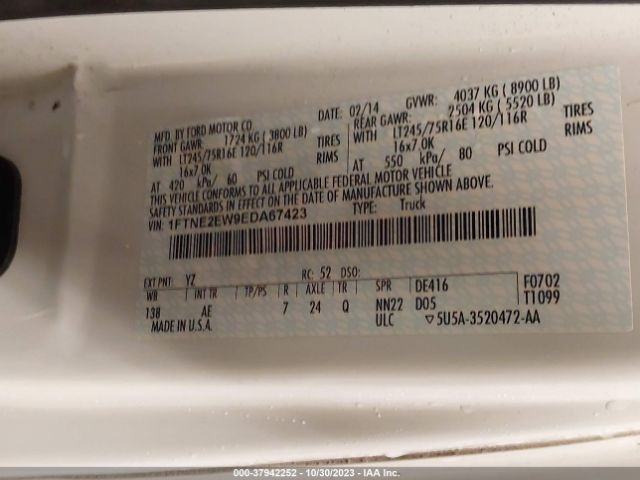 MFD. BY FORD MOTOR CO.
DATE: 02/14 GVWR: 4037 KG ( 8900 LB)
FRONT GAWR: 1724 KG ( 3800 LB)
REAR GAWR: 2504 KG ( 5520 LB)
WITH LT245/75R16E 120/116R TIRES
WITH LT245/75R16E 120/116R TIRES
16x7.0K RIMS
16x7.0K RIMS
AT 420 kPa/ 60 PSI COLD
AT 550 kPa/ 80 PSI COLD
THIS VEHICLE CONFORMS TO ALL APPLICABLE FEDERAL MOTOR VEHICLE
SAFETY STANDARDS IN EFFECT ON THE DATE OF MANUFACTURE SHOWN ABOVE.
VIN: 1FTNE2EW9EDA67423 TYPE: Truck
EXT PNT: YZ RC: 52 DSO:
WB INT TR TP/PS R AXLE TR SPR DE416 F0702
138 AE 7 24 Q NN22 D05 T1099
MADE IN U.S.A. ULC ▽5U5A-3520472-AA
000-37942252 - 10/30/2023 - IAA Inc.